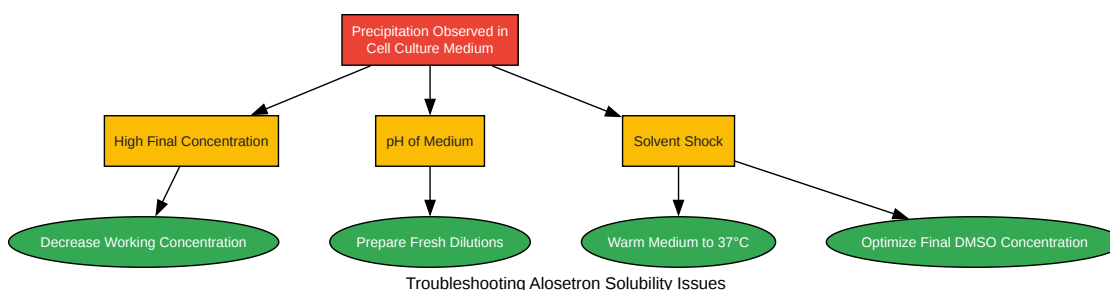 Precipitation Observed in
Cell Culture Medium
High Final Concentration
pH of Medium
Solvent Shock
Decrease Working Concentration
Prepare Fresh Dilutions
Warm Medium to 37°C
Optimize Final DMSO Concentration
Troubleshooting Alosetron Solubility Issues